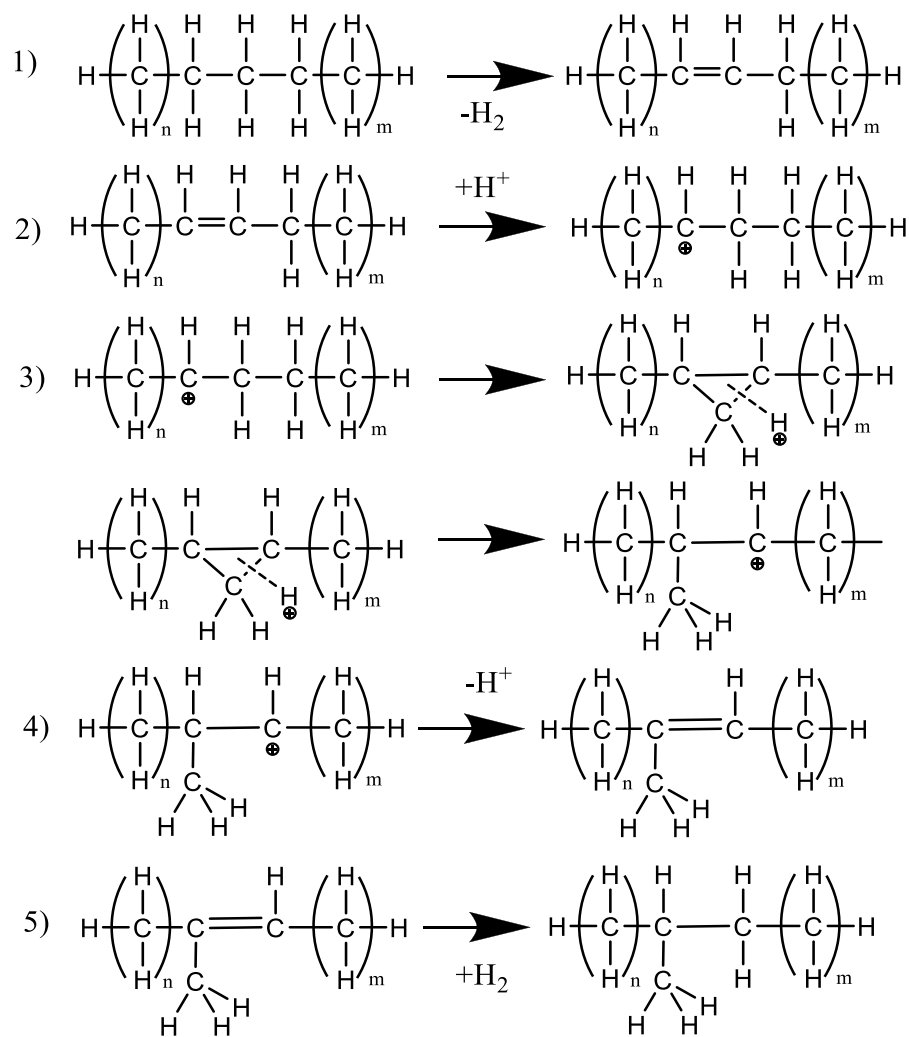 H H H H H H H H H H
1) H C C C C C H H C C C C C H
H n H H H H m -H₂ H n H H m
H H H H H +H⁺ H H H H H
2) H C C C C C H H C C C C C H
H n H H m ⊕ H n H H H m
H H H H H H H H H
3) H C C C C C H H C C C C H
⊕ H n H H H m H n C H H m
H H ⊕
H H H H H H H H
H C C C C H H C C C C
H n C H H m ⊕ H n C H m
H H ⊕ H H H
H H H H -H⁺ H H H
4) H C C C C H H C C C C H
⊕
H n C H m H n C H m
H H H H H H
H H H H H H H
5) H C C C C H H C C C C H
H n C H m +H₂ H n C H H m
H H H H H H